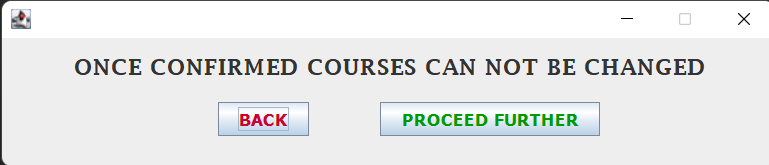 ONCE CONFIRMED COURSES CAN NOT BE CHANGED
BACK PROCEED FURTHER